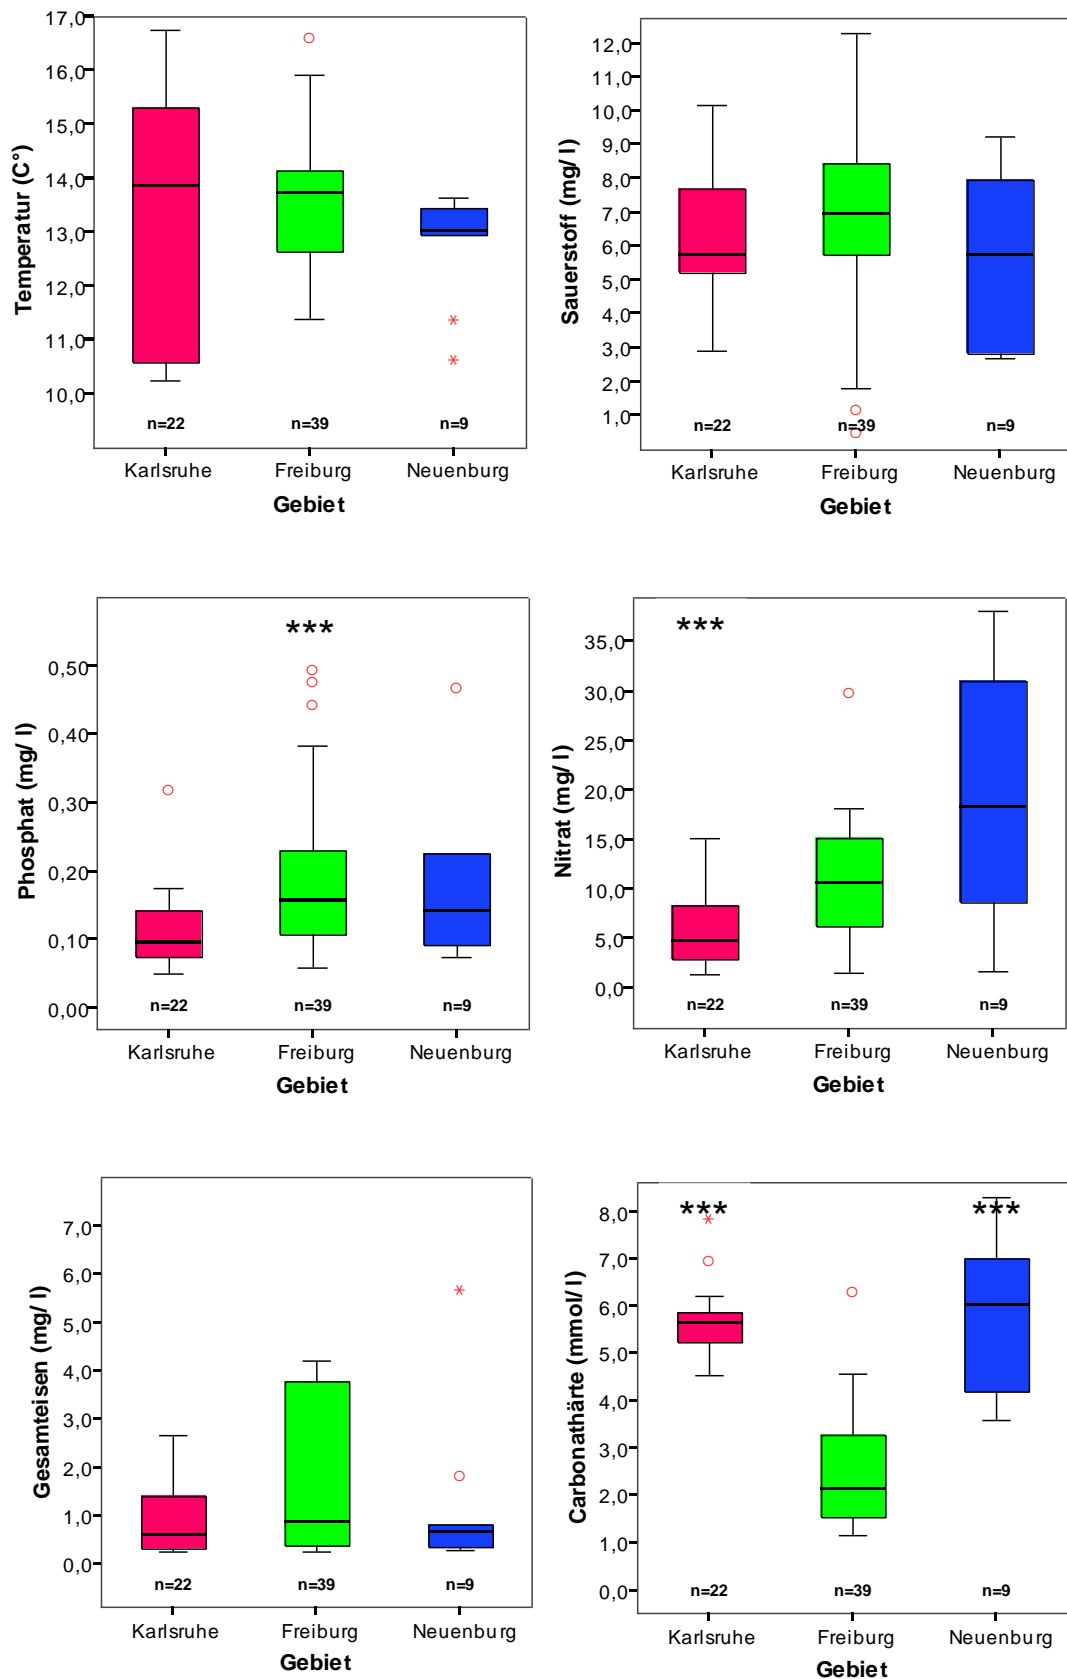 Temperatur (C°)
17,0
16,0
15,0
14,0
13,0
12,0
11,0
10,0
n=22 n=39 n=9
Karlsruhe Freiburg Neuenburg
Gebiet
Sauerstoff (mg/l)
12,0
11,0
10,0
9,0
8,0
7,0
6,0
5,0
4,0
3,0
2,0
1,0
n=22 n=39 n=9
Karlsruhe Freiburg Neuenburg
Gebiet
Phosphat (mg/l)
***
0,50
0,40
0,30
0,20
0,10
0,00
n=22 n=39 n=9
Karlsruhe Freiburg Neuenburg
Gebiet
Nitrat (mg/l)
***
35,0
30,0
25,0
20,0
15,0
10,0
5,0
0,0
n=22 n=39 n=9
Karlsruhe Freiburg Neuenburg
Gebiet
Gesamteisen (mg/l)
7,0
6,0
5,0
4,0
3,0
2,0
1,0
0,0
n=22 n=39 n=9
Karlsruhe Freiburg Neuenburg
Gebiet
Carbonathärte (mmol/l)
*** ***
8,0
7,0
6,0
5,0
4,0
3,0
2,0
1,0
0,0
n=22 n=39 n=9
Karlsruhe Freiburg Neuenburg
Gebiet